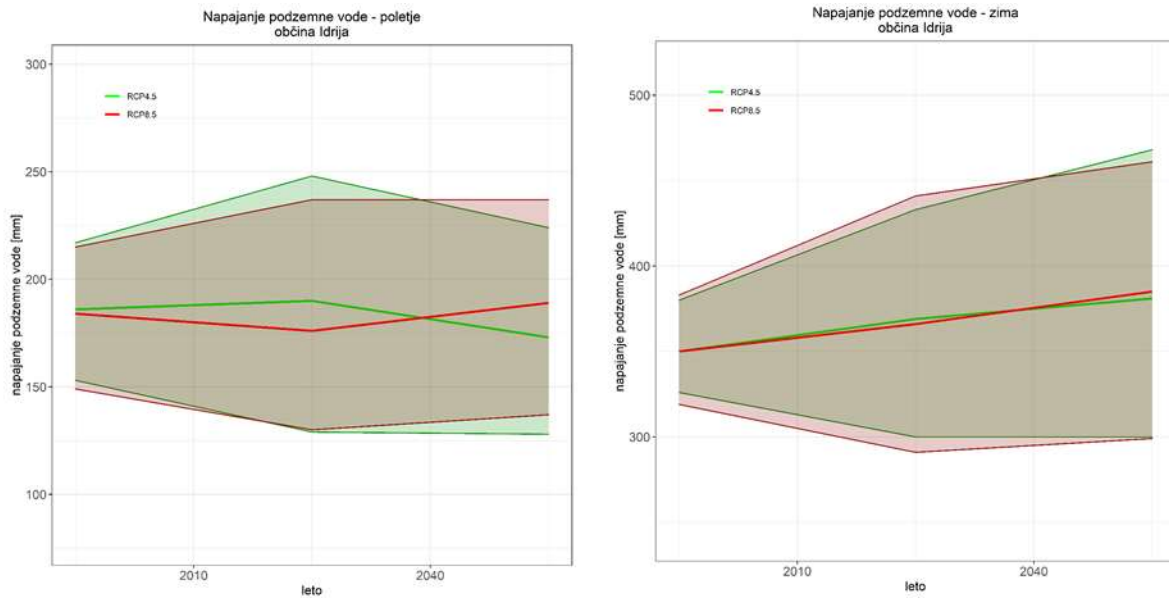 Napajanje podzemne vode - poletje
občina Idrija
300
250
200
150
100
RCP4.5
RCP8.5
napajanje podzemne vode [mm]
2010
2040
leto
Napajanje podzemne vode - zima
občina Idrija
500
400
300
RCP4.5
RCP8.5
napajanje podzemne vode [mm]
2010
2040
leto